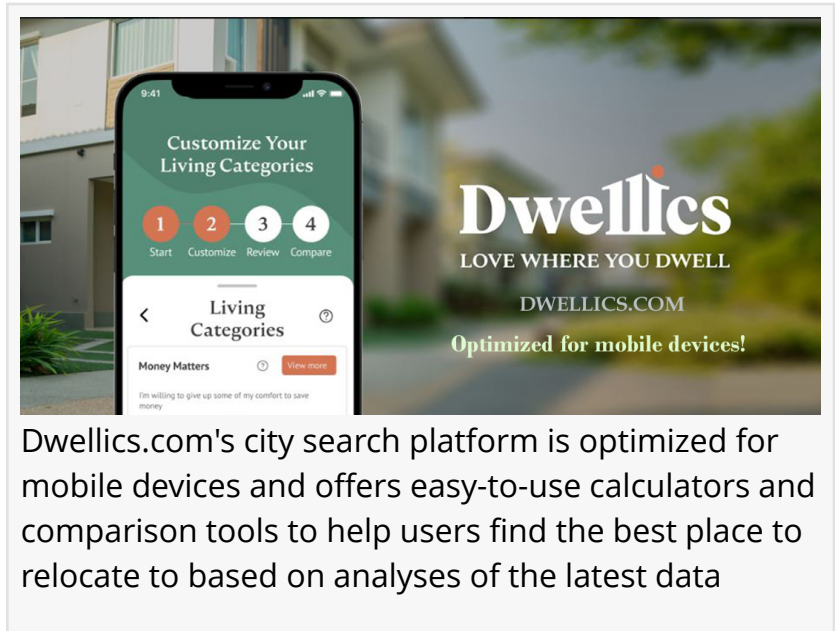 9:41
Customize Your
Living Categories
1 2 3 4
Start Customize Review Compare
Living
Categories
Money Matters View more
I'm willing to give up some of my comfort to save
money
Dwellics
LOVE WHERE YOU DWELL
DWELLICS.COM
Optimized for mobile devices!
Dwellics.com's city search platform is optimized for
mobile devices and offers easy-to-use calculators and
comparison tools to help users find the best place to
relocate to based on analyses of the latest data